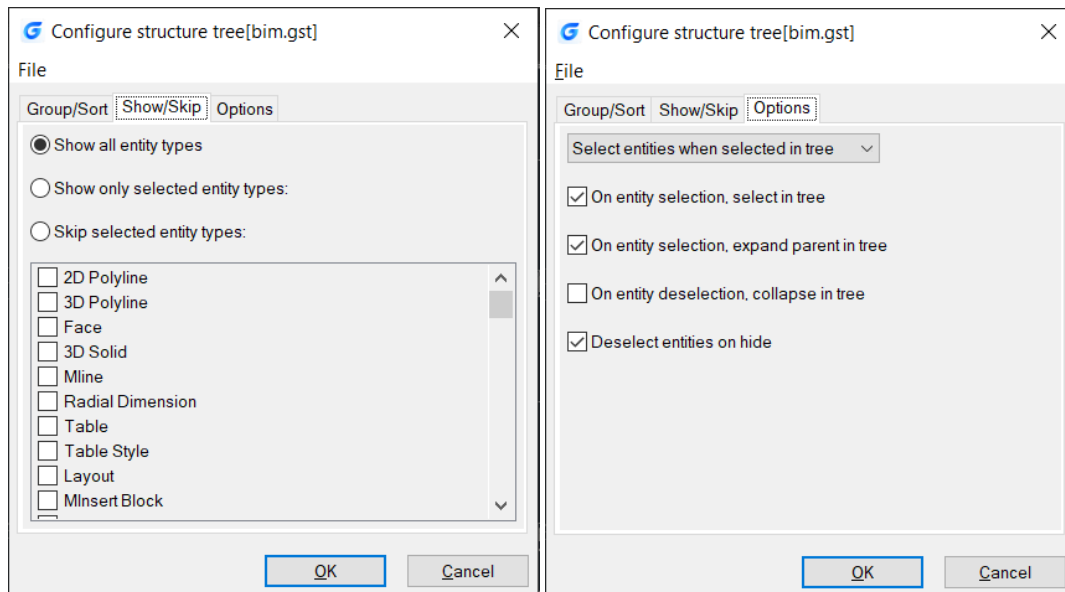 Configure structure tree[bim.gst]
File
Group/Sort Show/Skip Options
Show all entity types
Show only selected entity types:
Skip selected entity types:
2D Polyline
3D Polyline
Face
3D Solid
Mline
Radial Dimension
Table
Table Style
Layout
MInsert Block
OK Cancel
Configure structure tree[bim.gst]
File
Group/Sort Show/Skip Options
Select entities when selected in tree
On entity selection, select in tree
On entity selection, expand parent in tree
On entity deselection, collapse in tree
Deselect entities on hide
OK Cancel